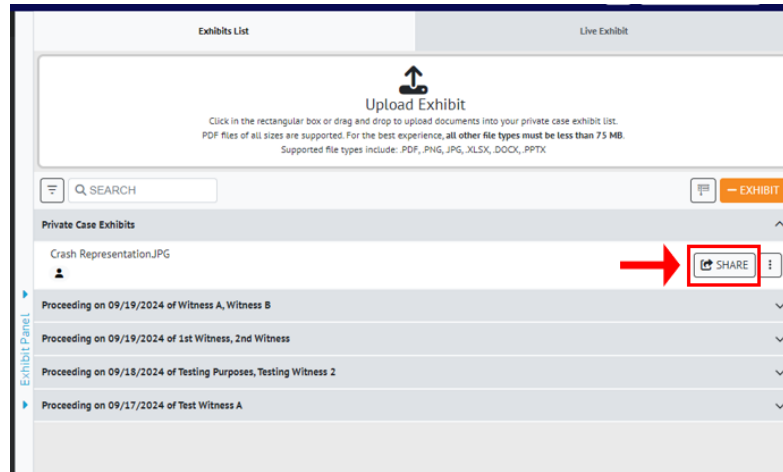 Exhibits List
Live Exhibit
Upload Exhibit
Click in the rectangular box or drag and drop to upload documents into your private case exhibit list.
PDF files of all sizes are supported. For the best experience, all other file types must be less than 75 MB.
Supported file types include: .PDF, .PNG, .JPG, .XLSX, .DOCX, .PPTX
SEARCH
EXHIBIT
Private Case Exhibits
Crash Representation.JPG
SHARE
Proceeding on 09/19/2024 of Witness A, Witness B
Proceeding on 09/19/2024 of 1st Witness, 2nd Witness
Proceeding on 09/18/2024 of Testing Purposes, Testing Witness 2
Proceeding on 09/17/2024 of Test Witness A
Exhibit Panel